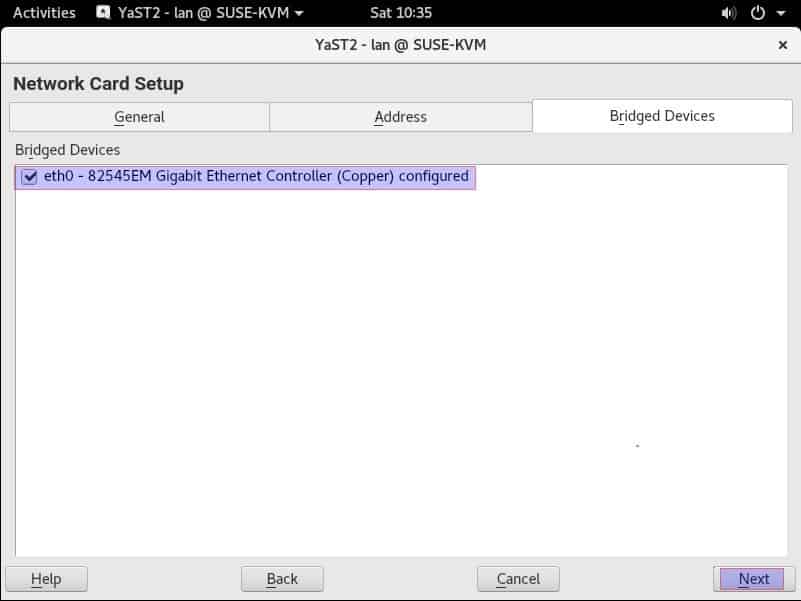 Activities YaST2 - lan @ SUSE-KVM Sat 10:35
YaST2 - lan @ SUSE-KVM
Network Card Setup
General Address Bridged Devices
Bridged Devices
eth0 - 82545EM Gigabit Ethernet Controller (Copper) configured
Help Back Cancel Next